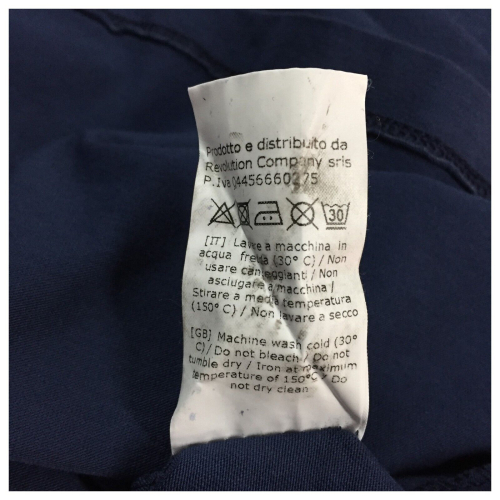 Prodotto e distribuito da
Revolution Company srls
P.Iva 04456660275
30
[IT] Lavare a macchina in
acqua fredda (30° C) / Non
usare candeggianti / Non
asciugare a macchina /
Stirare a media temperatura
(150° C) / Non lavare a secco
[GB] Machine wash cold (30°
C) / Do not bleach / Do not
tumble dry / Iron at maximum
temperature of 150°C / Do
not dry clean